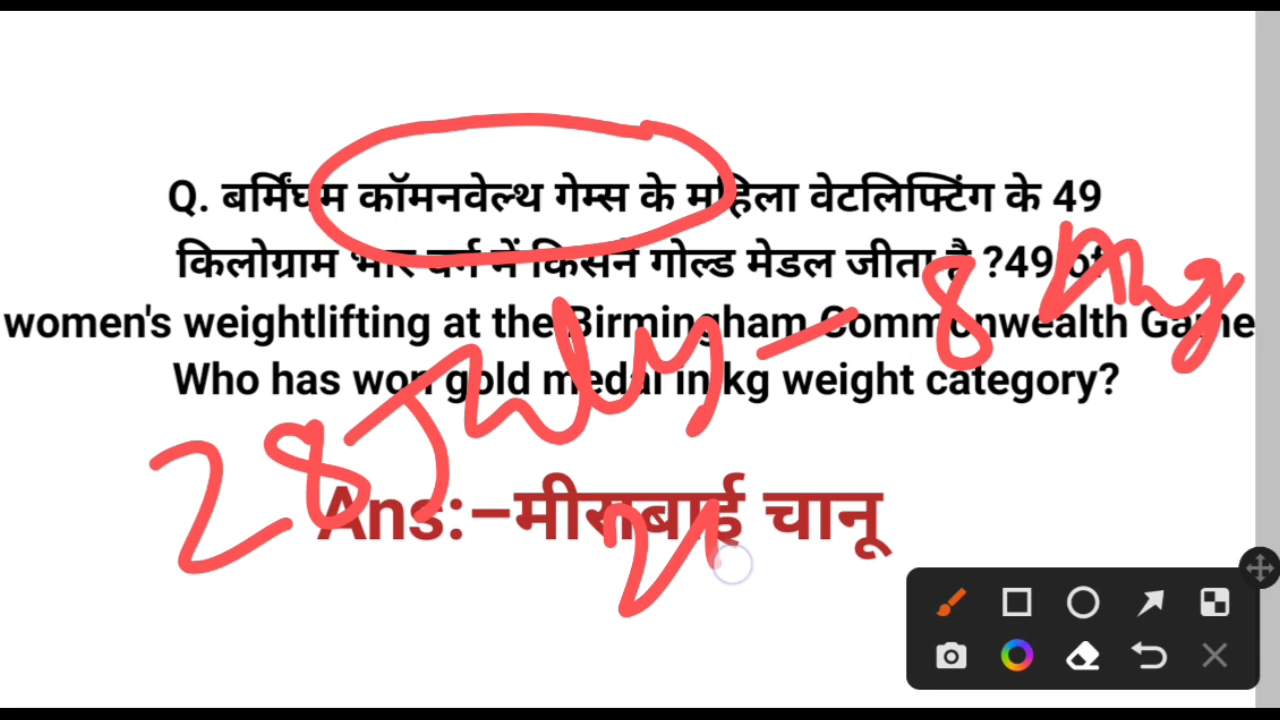 Q. बर्मिंघम कॉमनवेल्थ गेम्स के महिला वेटलिफ्टिंग के 49
किलोग्राम भार वर्ग में किसने गोल्ड मेडल जीता है ?49 of
women's weightlifting at the Birmingham Commonwealth Game
Who has won gold medal in kg weight category?
28 July - 8 Aug
Ans:–मीराबाई चानू